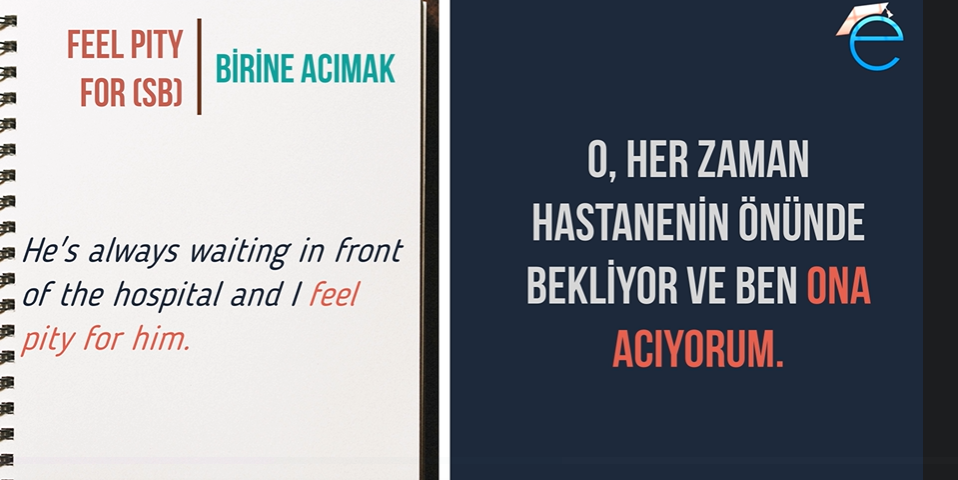 FEEL PITY
FOR (SB)
BİRİNE ACIMAK
He's always waiting in front
of the hospital and I feel
pity for him.
e
O, HER ZAMAN
HASTANENİN ÖNÜNDE
BEKLİYOR VE BEN ONA
ACIYORUM.